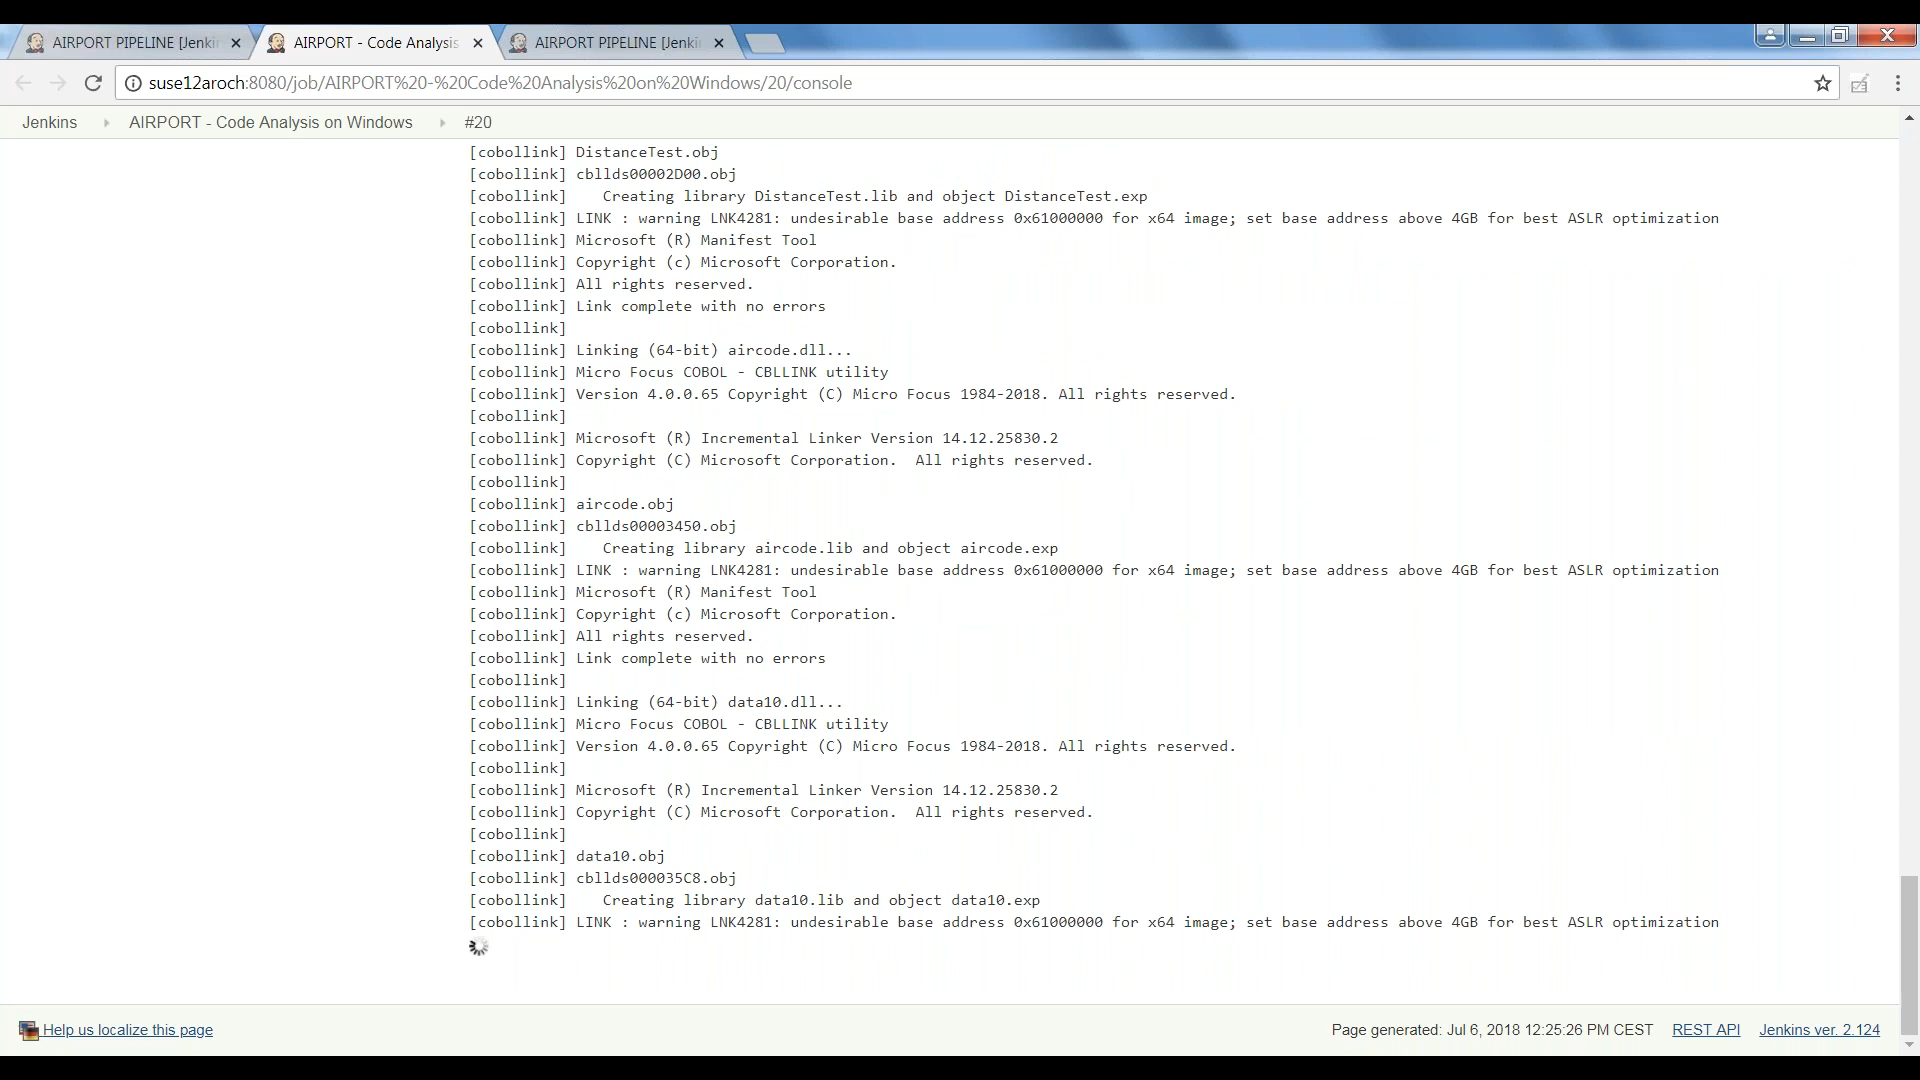 AIRPORT PIPELINE [Jenki
AIRPORT - Code Analysis
AIRPORT PIPELINE [Jenki
suse12aroch:8080/job/AIRPORT%20-%20Code%20Analysis%20on%20Windows/20/console
Jenkins
AIRPORT - Code Analysis on Windows
#20
[cobollink] DistanceTest.obj
[cobollink] cbllds00002D00.obj
[cobollink]    Creating library DistanceTest.lib and object DistanceTest.exp
[cobollink] LINK : warning LNK4281: undesirable base address 0x61000000 for x64 image; set base address above 4GB for best ASLR optimization
[cobollink] Microsoft (R) Manifest Tool
[cobollink] Copyright (c) Microsoft Corporation.
[cobollink] All rights reserved.
[cobollink] Link complete with no errors
[cobollink]
[cobollink] Linking (64-bit) aircode.dll...
[cobollink] Micro Focus COBOL - CBLLINK utility
[cobollink] Version 4.0.0.65 Copyright (C) Micro Focus 1984-2018. All rights reserved.
[cobollink]
[cobollink] Microsoft (R) Incremental Linker Version 14.12.25830.2
[cobollink] Copyright (C) Microsoft Corporation.  All rights reserved.
[cobollink]
[cobollink] aircode.obj
[cobollink] cbllds00003450.obj
[cobollink]    Creating library aircode.lib and object aircode.exp
[cobollink] LINK : warning LNK4281: undesirable base address 0x61000000 for x64 image; set base address above 4GB for best ASLR optimization
[cobollink] Microsoft (R) Manifest Tool
[cobollink] Copyright (c) Microsoft Corporation.
[cobollink] All rights reserved.
[cobollink] Link complete with no errors
[cobollink]
[cobollink] Linking (64-bit) data10.dll...
[cobollink] Micro Focus COBOL - CBLLINK utility
[cobollink] Version 4.0.0.65 Copyright (C) Micro Focus 1984-2018. All rights reserved.
[cobollink]
[cobollink] Microsoft (R) Incremental Linker Version 14.12.25830.2
[cobollink] Copyright (C) Microsoft Corporation.  All rights reserved.
[cobollink]
[cobollink] data10.obj
[cobollink] cbllds000035C8.obj
[cobollink]    Creating library data10.lib and object data10.exp
[cobollink] LINK : warning LNK4281: undesirable base address 0x61000000 for x64 image; set base address above 4GB for best ASLR optimization
Help us localize this page
Page generated: Jul 6, 2018 12:25:26 PM CEST
REST API
Jenkins ver. 2.124